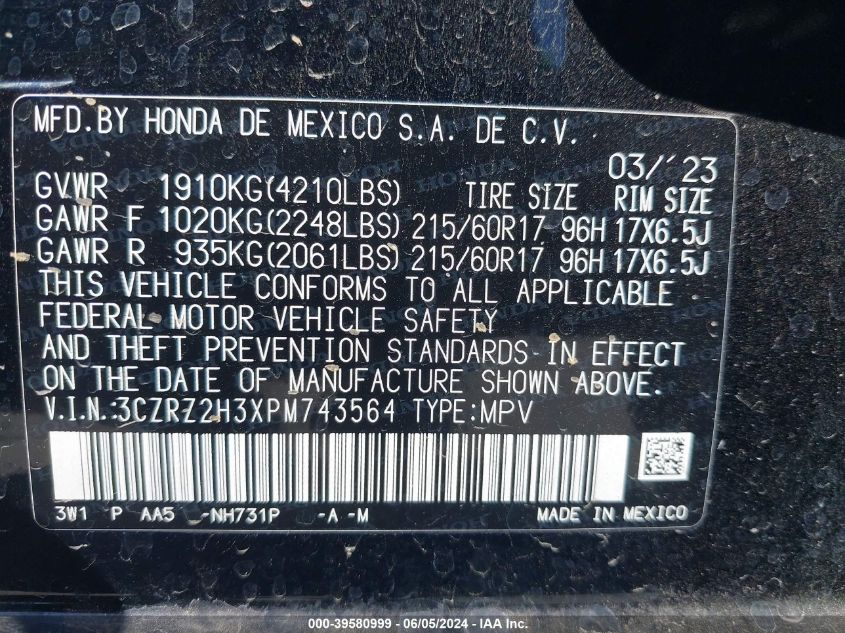 MFD.BY HONDA DE MEXICO S.A. DE C.V.
03/´23
GVWR 1910KG(4210LBS) TIRE SIZE RIM SIZE
GAWR F 1020KG(2248LBS) 215/60R17 96H 17X6.5J
GAWR R 935KG(2061LBS) 215/60R17 96H 17X6.5J
THIS VEHICLE CONFORMS TO ALL APPLICABLE
FEDERAL MOTOR VEHICLE SAFETY
AND THEFT PREVENTION STANDARDS IN EFFECT
ON THE DATE OF MANUFACTURE SHOWN ABOVE.
V.I.N.:3CZRZ2H3XPM743564 TYPE:MPV
3W1 P AA5 -NH731P -A -M MADE IN MEXICO
000-39580999 - 06/05/2024 - IAA Inc.